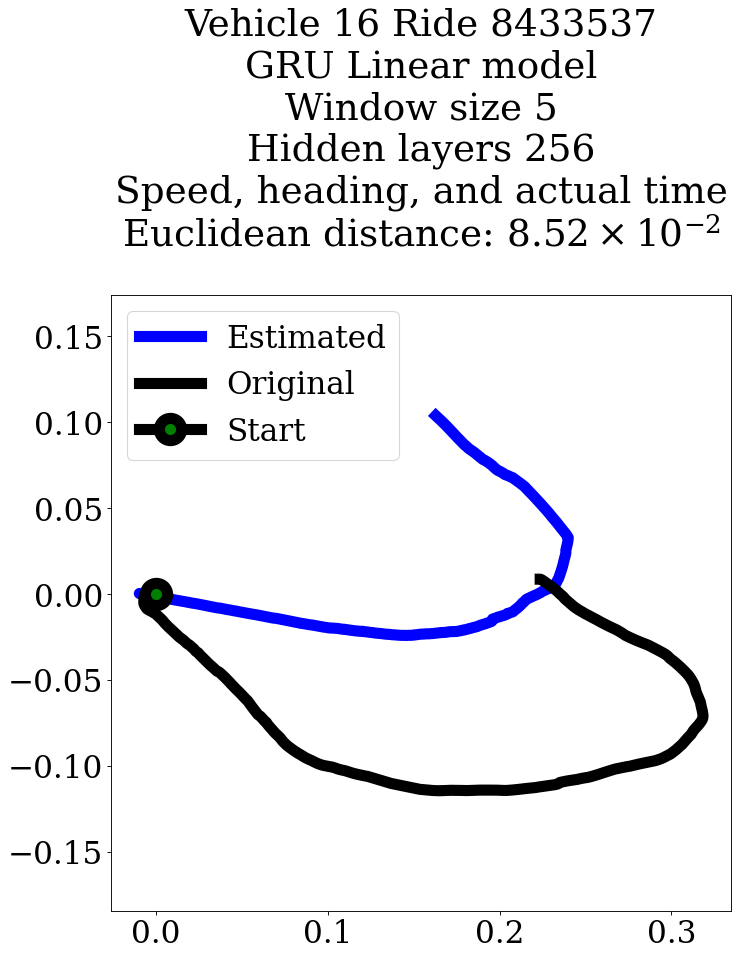 Vehicle 16 Ride 8433537
GRU Linear model
Window size 5
Hidden layers 256
Speed, heading, and actual time
Euclidean distance: 8.52 × 10⁻²
Estimated
Original
Start
0.15
0.10
0.05
0.00
−0.05
−0.10
−0.15
0.0 0.1 0.2 0.3